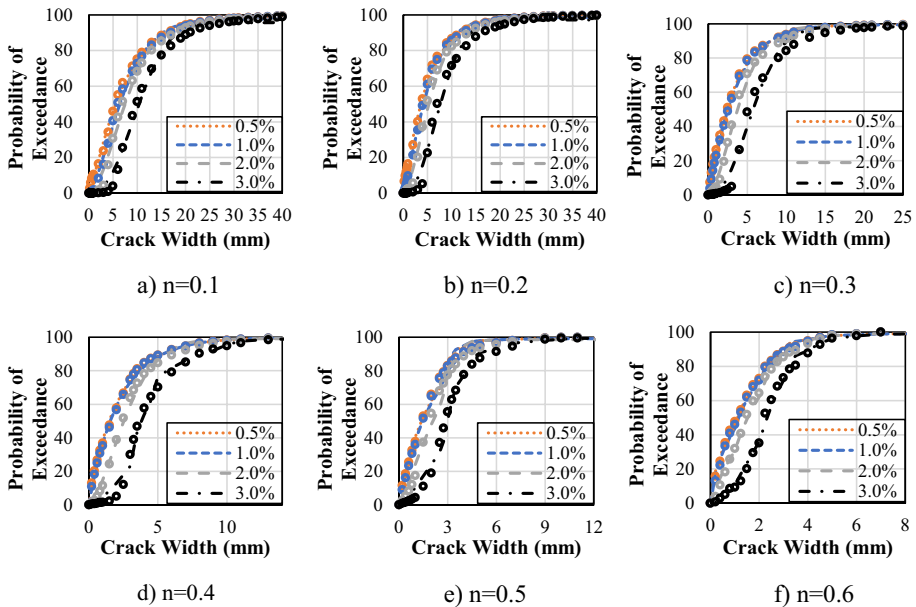 100
80
60
40
20
0
Probability of
Exceedance
0.5%
1.0%
2.0%
3.0%
0 5 10 15 20 25 30 35 40
Crack Width (mm)
a) n=0.1
100
80
60
40
20
0
Probability of
Exceedance
0.5%
1.0%
2.0%
3.0%
0 5 10 15 20 25 30 35 40
Crack Width (mm)
b) n=0.2
100
80
60
40
20
0
Probability of
Exceedance
0.5%
1.0%
2.0%
3.0%
0 5 10 15 20 25
Crack Width (mm)
c) n=0.3
100
80
60
40
20
0
Probability of
Exceedance
0.5%
1.0%
2.0%
3.0%
0 5 10
Crack Width (mm)
d) n=0.4
100
80
60
40
20
0
Probability of
Exceedance
0.5%
1.0%
2.0%
3.0%
0 3 6 9 12
Crack Width (mm)
e) n=0.5
100
80
60
40
20
0
Probability of
Exceedance
0.5%
1.0%
2.0%
3.0%
0 2 4 6 8
Crack Width (mm)
f) n=0.6